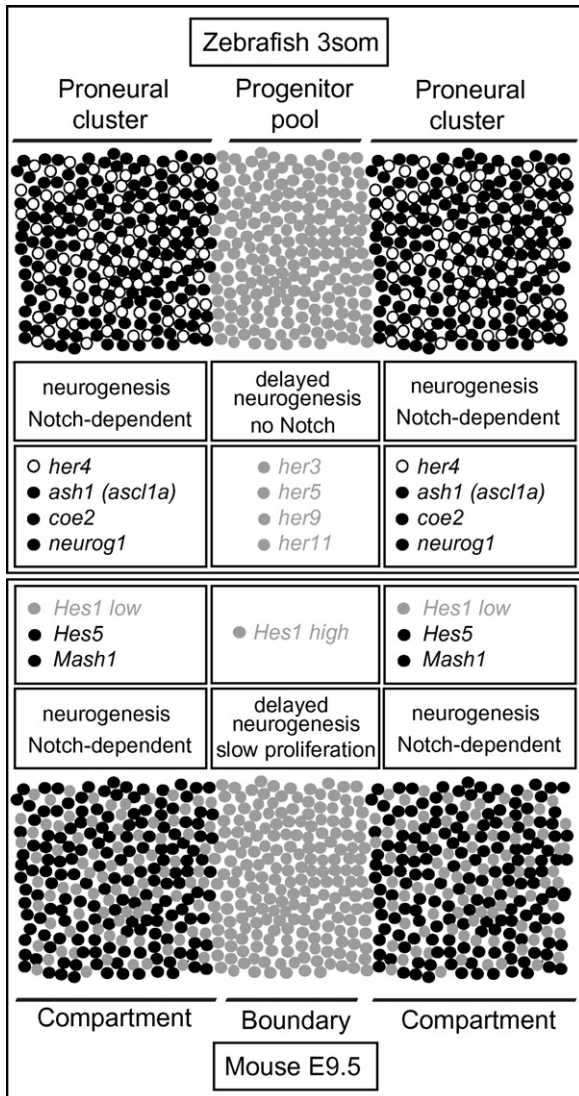 Zebrafish 3som
Proneural cluster
Progenitor pool
Proneural cluster
neurogenesis
Notch-dependent
delayed
neurogenesis
no Notch
neurogenesis
Notch-dependent
her4
ash1 (ascl1a)
coe2
neurog1
her3
her5
her9
her11
her4
ash1 (ascl1a)
coe2
neurog1
Hes1 low
Hes5
Mash1
Hes1 high
Hes1 low
Hes5
Mash1
neurogenesis
Notch-dependent
delayed
neurogenesis
slow proliferation
neurogenesis
Notch-dependent
Compartment
Boundary
Compartment
Mouse E9.5